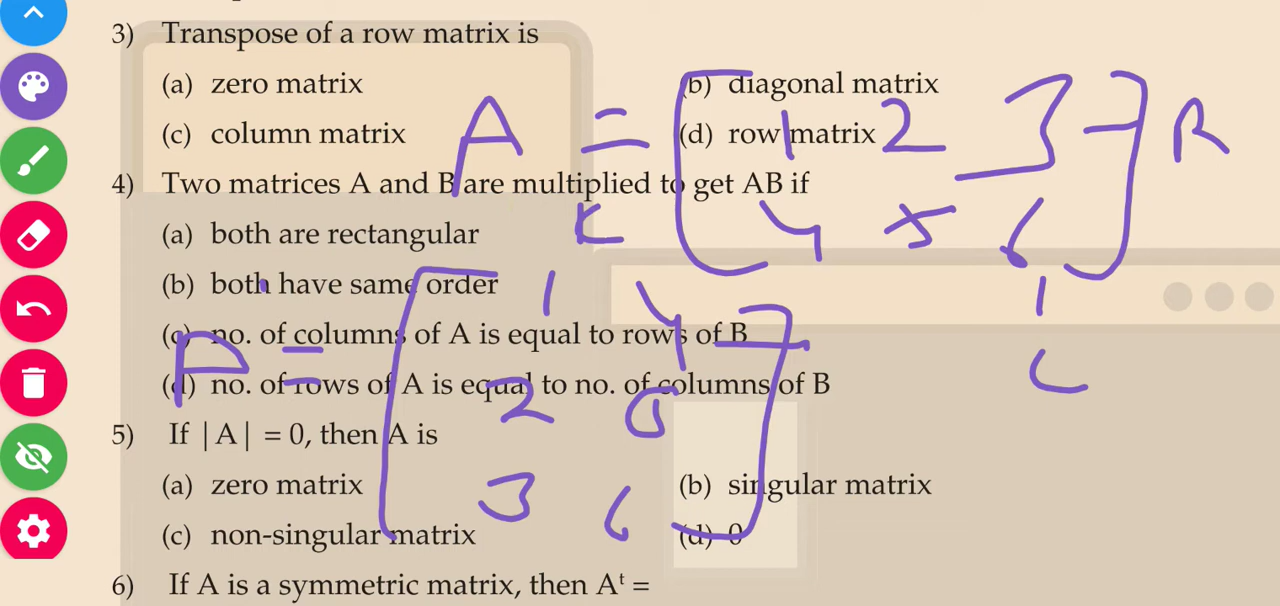 3) Transpose of a row matrix is
(a) zero matrix (b) diagonal matrix
(c) column matrix (d) row matrix
A = 1 2 3 R
4) Two matrices A and B are multiplied to get AB if
4 5 6
(a) both are rectangular
(b) both have same order
1 4
(c) no. of columns of A is equal to rows of B
(d) no. of rows of A is equal to no. of columns of B
2 5
5) If |A| = 0, then A is
(a) zero matrix (b) singular matrix
3 6
(c) non-singular matrix (d) 0
6) If A is a symmetric matrix, then Aᵗ =